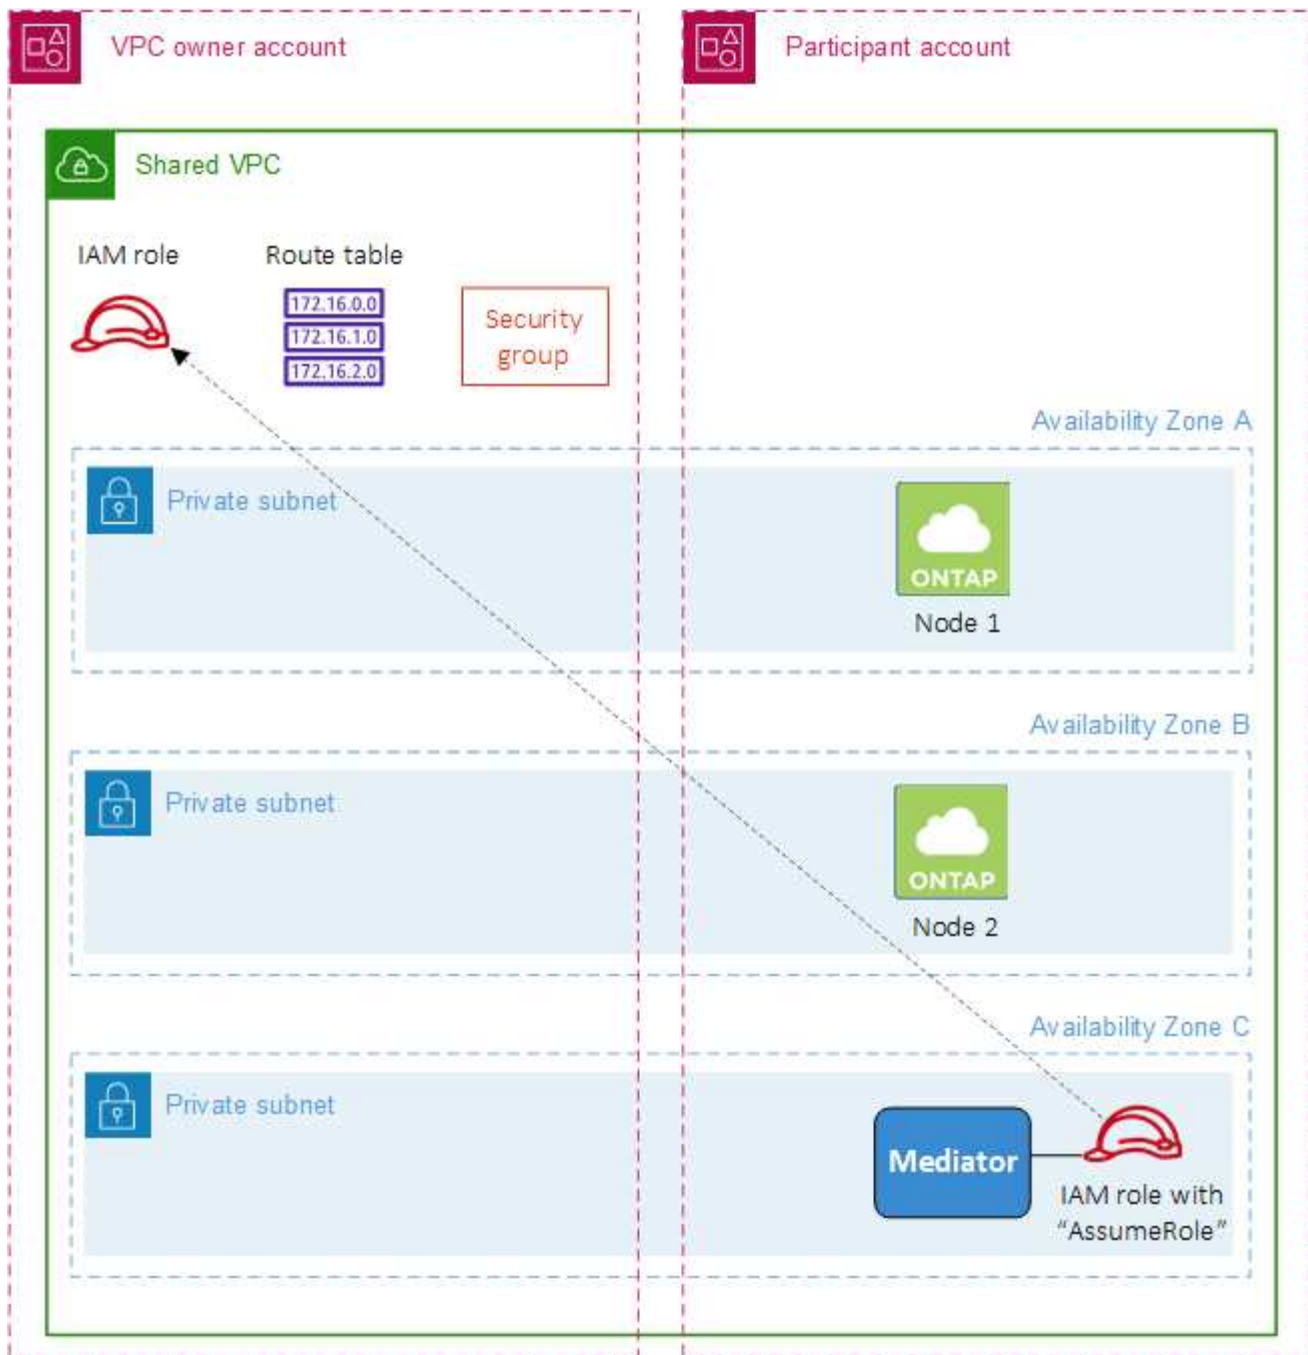 VPC owner account
Participant account
Shared VPC
IAM role
Route table
172.16.0.0
172.16.1.0
172.16.2.0
Security
group
Availability Zone A
Private subnet
ONTAP
Node 1
Availability Zone B
Private subnet
ONTAP
Node 2
Availability Zone C
Private subnet
Mediator
IAM role with
“AssumeRole”